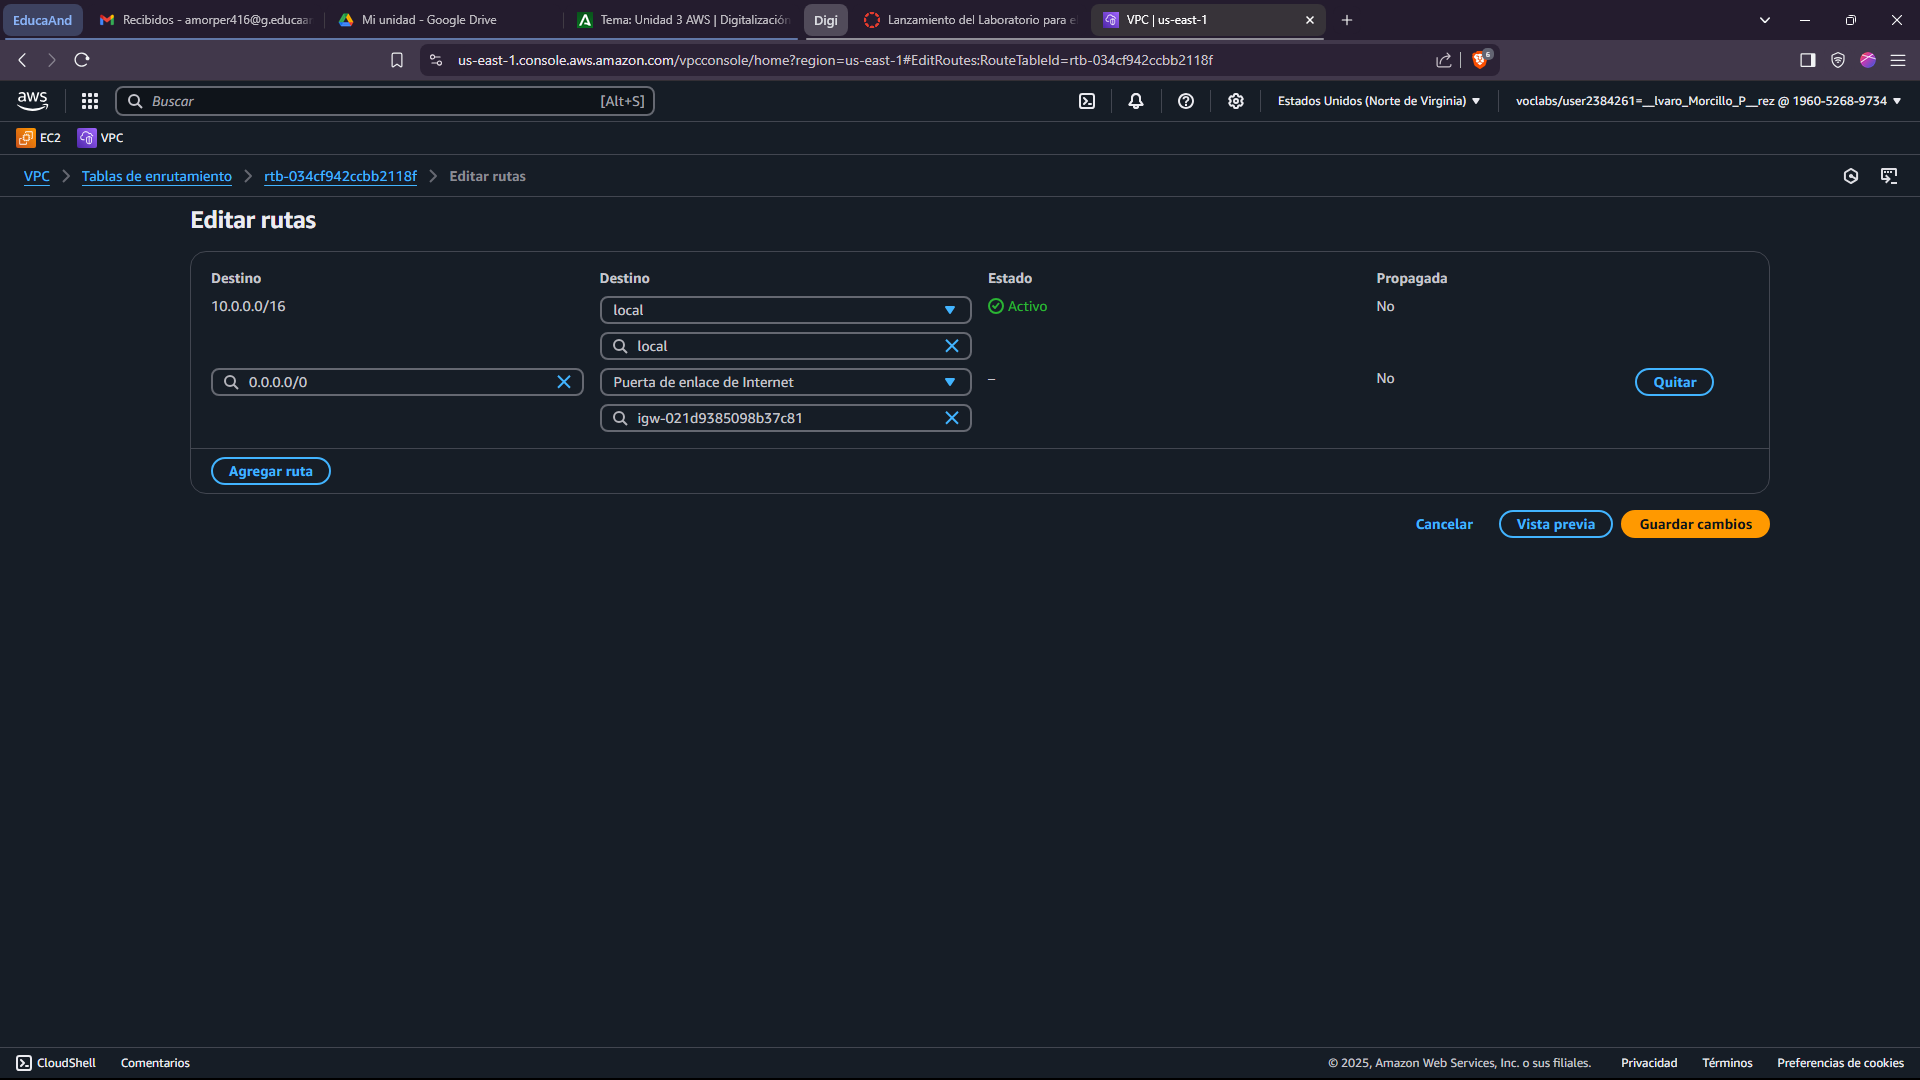 EducaAnd
Recibidos - amorper416@g.educaa
Mi unidad - Google Drive
Tema: Unidad 3 AWS | Digitalización
Digi
Lanzamiento del Laboratorio para e
VPC | us-east-1
us-east-1.console.aws.amazon.com/vpcconsole/home?region=us-east-1#EditRoutes:RouteTableId=rtb-034cf942ccbb2118f
6
aws
Buscar
[Alt+S]
Estados Unidos (Norte de Virginia)
voclabs/user2384261=__lvaro_Morcillo_P__rez @ 1960-5268-9734
EC2
VPC
VPC
Tablas de enrutamiento
rtb-034cf942ccbb2118f
Editar rutas
Editar rutas
Destino
Destino
Estado
Propagada
10.0.0.0/16
local
Activo
No
local
0.0.0.0/0
Puerta de enlace de Internet
–
No
Quitar
igw-021d9385098b37c81
Agregar ruta
Cancelar
Vista previa
Guardar cambios
CloudShell
Comentarios
© 2025, Amazon Web Services, Inc. o sus filiales.
Privacidad
Términos
Preferencias de cookies